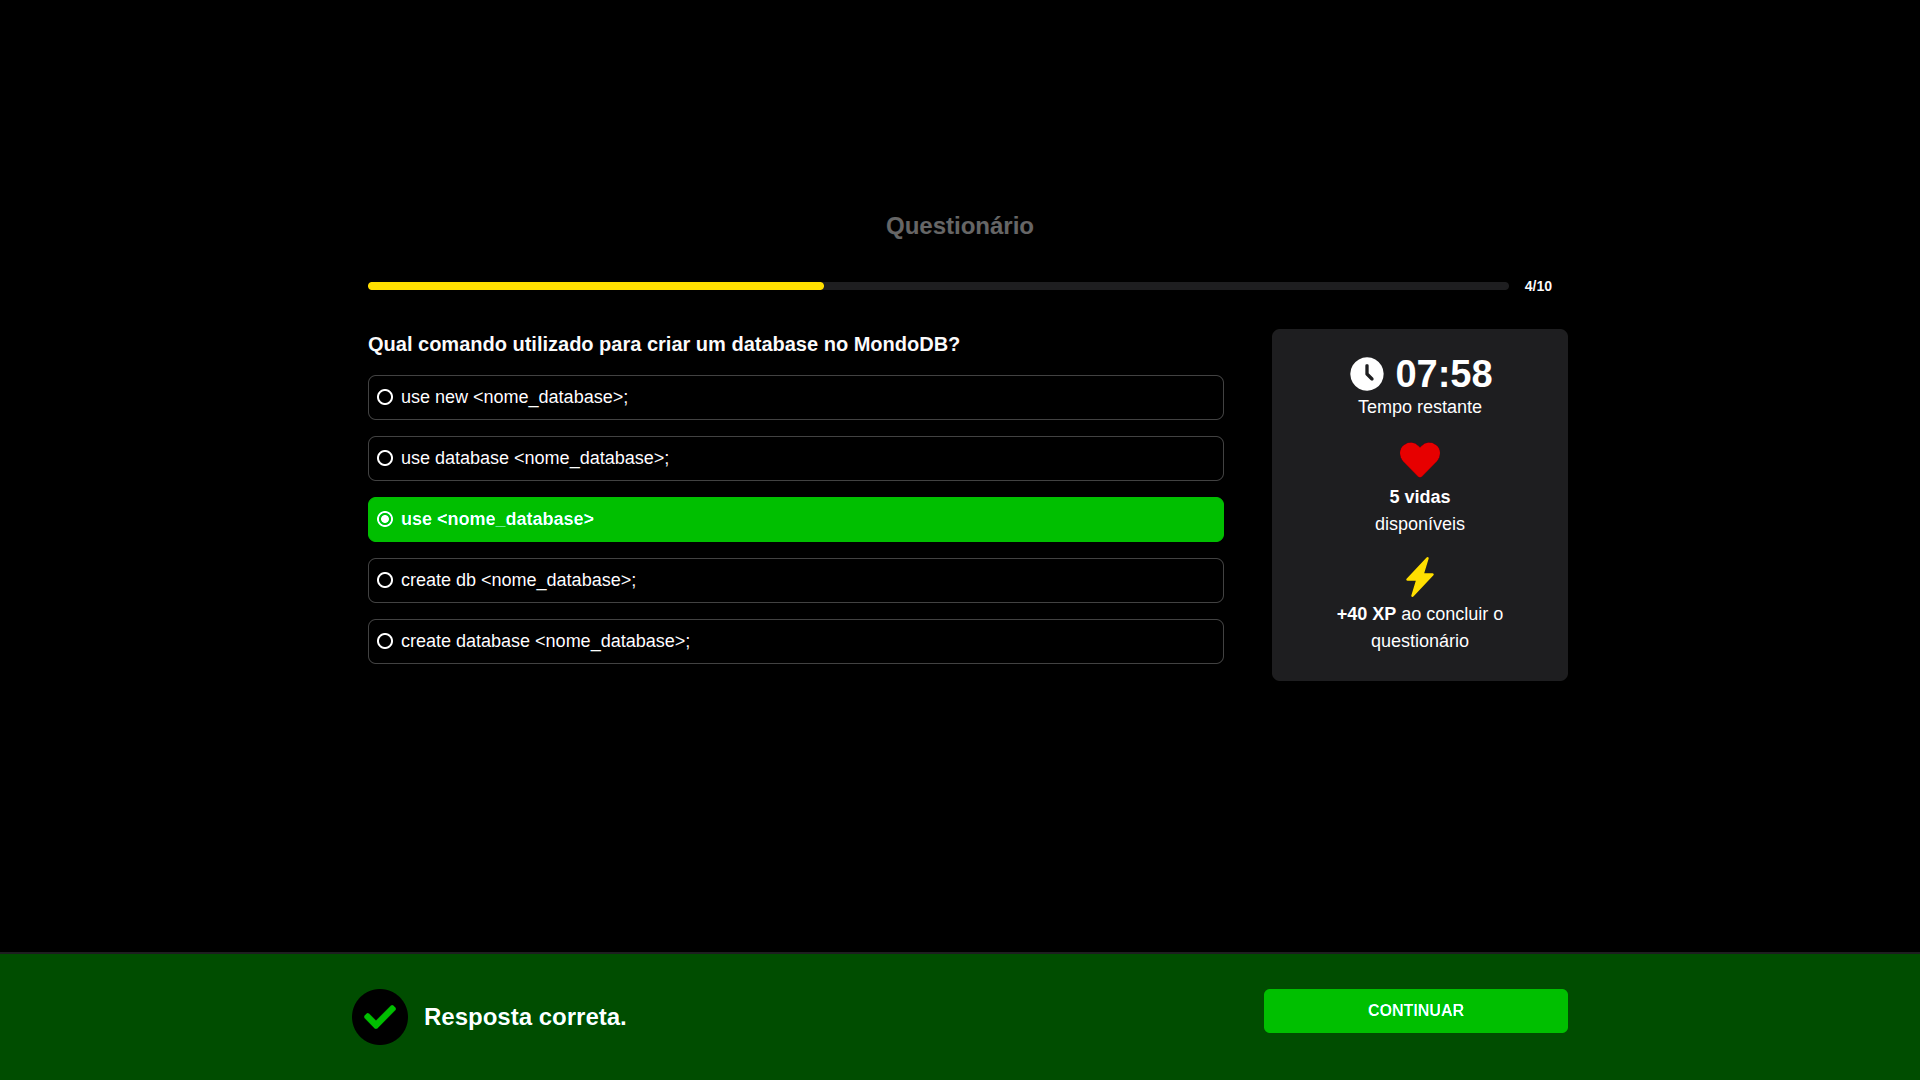 Questionário
4/10
Qual comando utilizado para criar um database no MondoDB?
use new <nome_database>;
use database <nome_database>;
use <nome_database>
create db <nome_database>;
create database <nome_database>;
07:58
Tempo restante
5 vidas
disponíveis
+40 XP ao concluir o
questionário
Resposta correta.
CONTINUAR